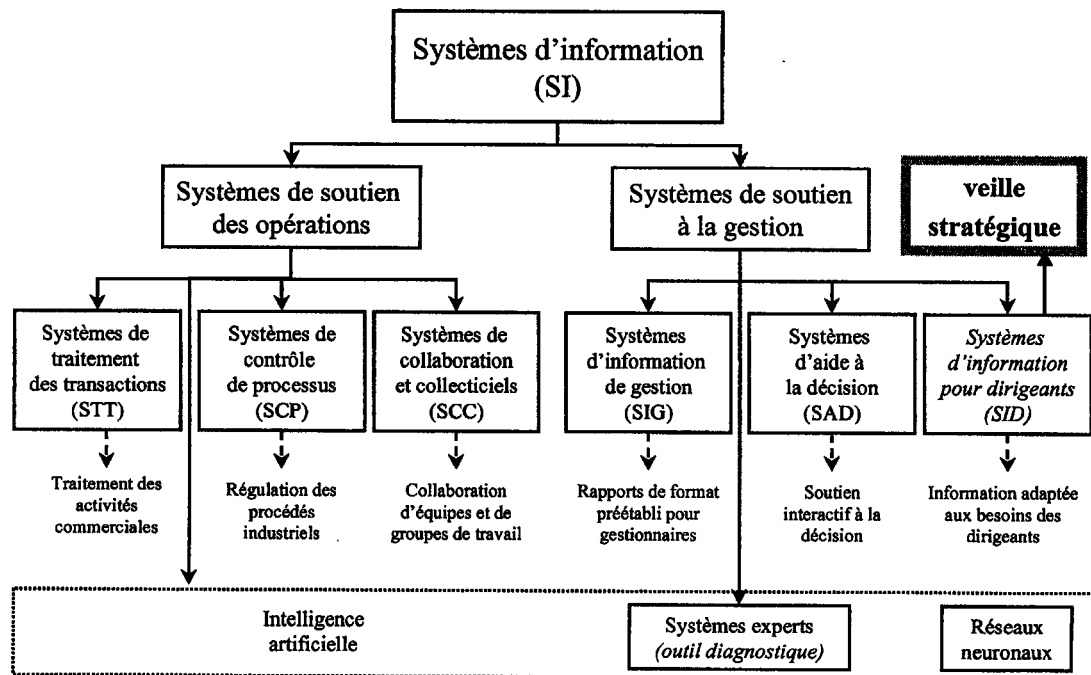 Systèmes d'information
(SI)
Systèmes de soutien
des opérations
Systèmes de soutien
à la gestion
veille
stratégique
Systèmes de
traitement
des transactions
(STT)
Systèmes de
contrôle
de processus
(SCP)
Systèmes de
collaboration
et collecticiels
(SCC)
Systèmes
d'information
de gestion
(SIG)
Systèmes
d'aide à
la décision
(SAD)
Systèmes
d'information
pour dirigeants
(SID)
Traitement des
activités
commerciales
Régulation des
procédés
industriels
Collaboration
d'équipes et de
groupes de travail
Rapports de format
préétabli pour
gestionnaires
Soutien
interactif à la
décision
Information adaptée
aux besoins des
dirigeants
Intelligence
artificielle
Systèmes experts
(outil diagnostique)
Réseaux
neuronaux